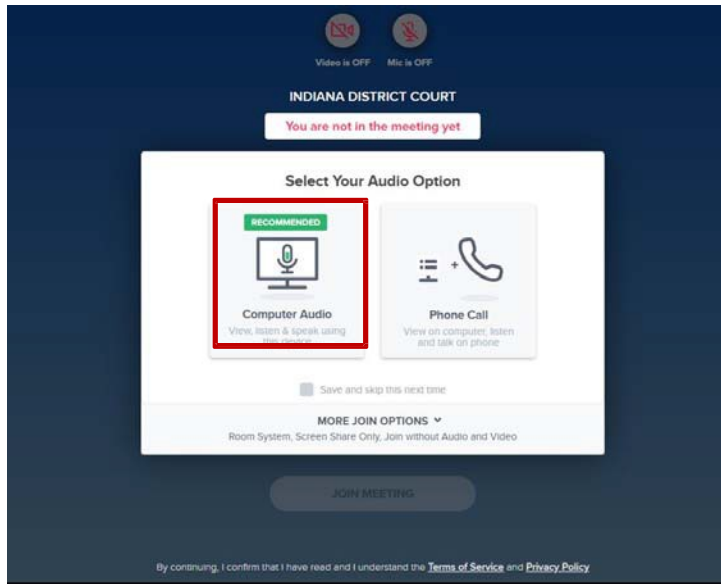 Video is OFF Mic is OFF
INDIANA DISTRICT COURT
You are not in the meeting yet
Select Your Audio Option
RECOMMENDED
Computer Audio
View, listen & speak using
this device
Phone Call
View on computer, listen
and talk on phone
Save and skip this next time
MORE JOIN OPTIONS
Room System, Screen Share Only, Join without Audio and Video
JOIN MEETING
By continuing, I confirm that I have read and I understand the Terms of Service and Privacy Policy